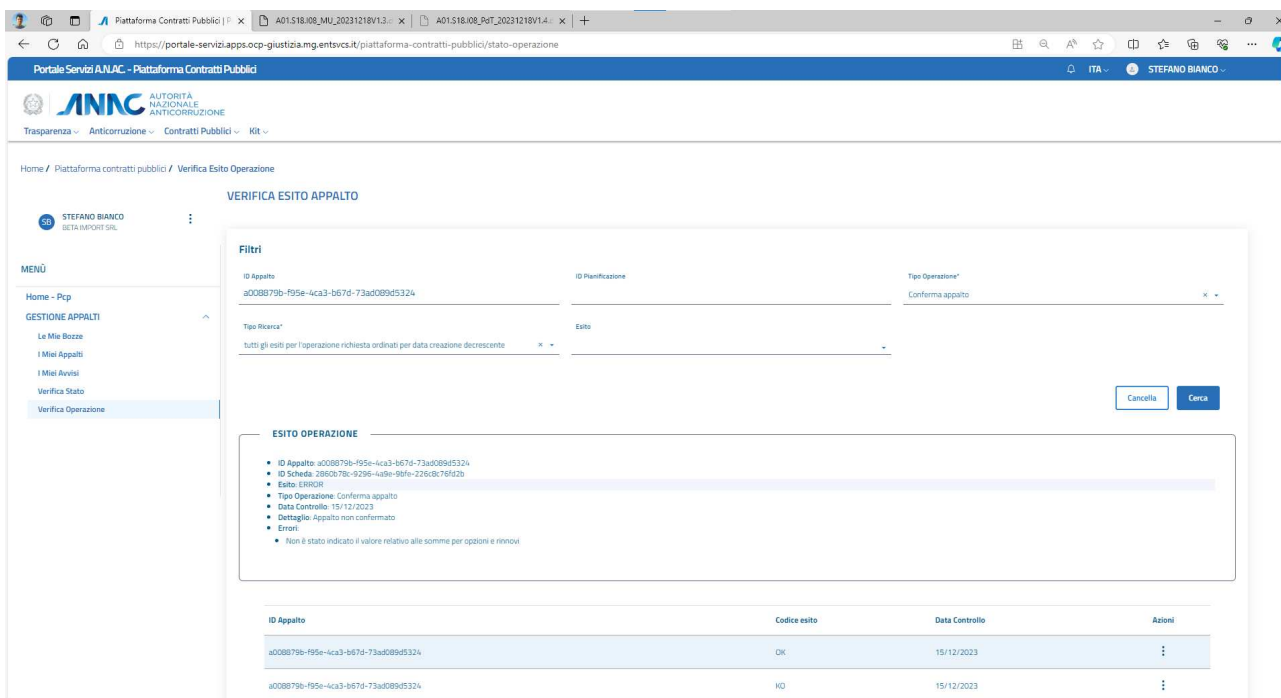 Piattaforma Contratti Pubblici | P
A01.S18.I08_MU_20231218V1.3.
A01.S18.I08_PdT_20231218V1.4.
https://portale-servizi.apps.ocp-giustizia.mg.entsvcs.it/piattaforma-contratti-pubblici/stato-operazione
Portale Servizi A.N.AC. - Piattaforma Contratti Pubblici
ITA
STEFANO BIANCO
ANAC
AUTORITÀ
NAZIONALE
ANTICORRUZIONE
Trasparenza Anticorruzione Contratti Pubblici Kit
Home / Piattaforma contratti pubblici / Verifica Esito Operazione
VERIFICA ESITO APPALTO
SB
STEFANO BIANCO
BETA IMPORT SRL
MENÙ
Home - Pcp
GESTIONE APPALTI
Le Mie Bozze
I Miei Appalti
I Miei Avvisi
Verifica Stato
Verifica Operazione
Filtri
ID Appalto ID Pianificazione Tipo Operazione*
a008879b-f95e-4ca3-b67d-73ad089d5324 Conferma appalto
Tipo Ricerca* Esito
tutti gli esiti per l'operazione richiesta ordinati per data creazione decrescente
Cancella Cerca
ESITO OPERAZIONE
ID Appalto: a008879b-f95e-4ca3-b67d-73ad089d5324
ID Scheda: 2860b78c-9296-4a9e-9bfe-226c8c76fd2b
Esito: ERROR
Tipo Operazione: Conferma appalto
Data Controllo: 15/12/2023
Dettaglio: Appalto non confermato
Errori:
Non è stato indicato il valore relativo alle somme per opzioni e rinnovi
ID Appalto Codice esito Data Controllo Azioni
a008879b-f95e-4ca3-b67d-73ad089d5324 OK 15/12/2023
a008879b-f95e-4ca3-b67d-73ad089d5324 KO 15/12/2023